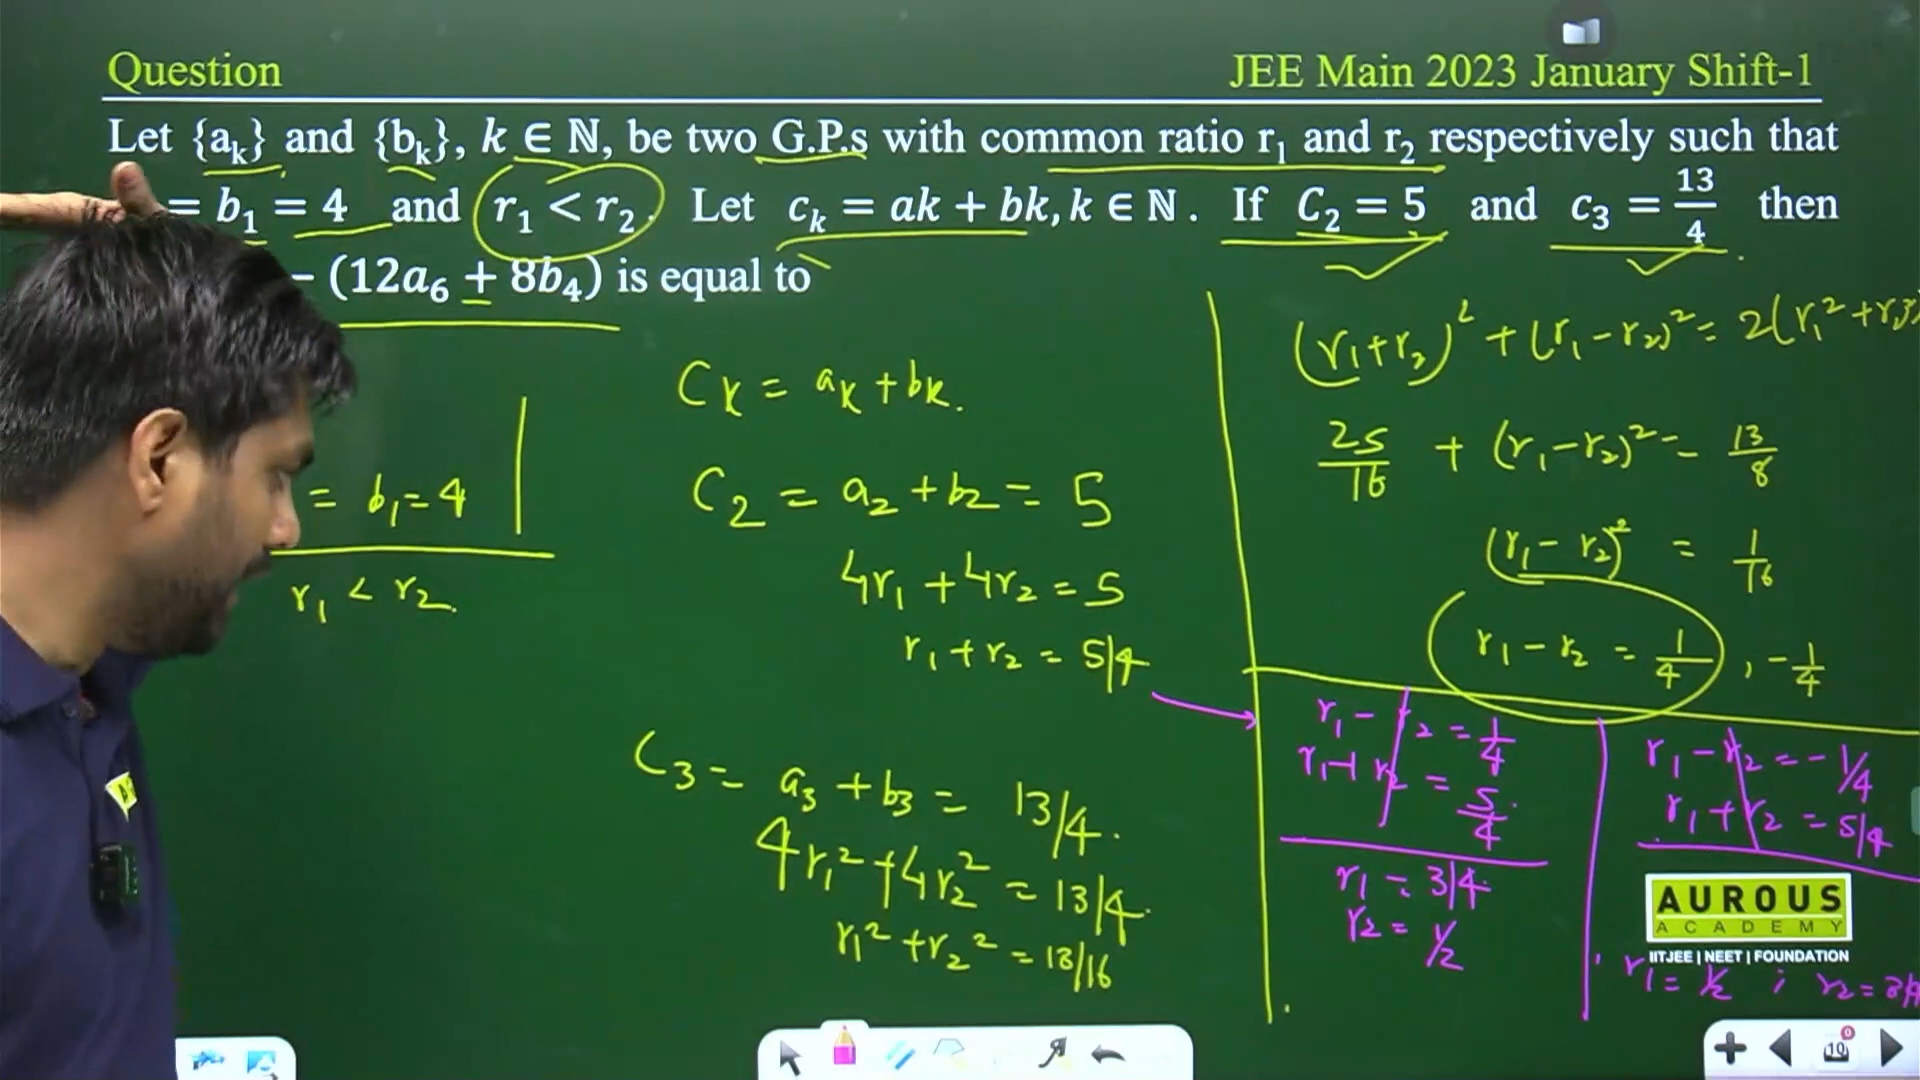 Question
JEE Main 2023 January Shift-1
Let {aₖ} and {bₖ}, k ∈ ℕ, be two G.P.s with common ratio r₁ and r₂ respectively such that
= b₁ = 4 and r₁ < r₂. Let cₖ = ak + bk, k ∈ ℕ. If C₂ = 5 and c₃ = 13/4 then
− (12a₆ + 8b₄) is equal to
= b₁ = 4
r₁ < r₂.
Cₖ = aₖ + bₖ.
C₂ = a₂ + b₂ = 5
4r₁ + 4r₂ = 5
r₁ + r₂ = 5/4
C₃ = a₃ + b₃ = 13/4.
4r₁² + 4r₂² = 13/4.
r₁² + r₂² = 13/16
(r₁+r₂)² + (r₁−r₂)² = 2(r₁² +
25/16 + (r₁−r₂)² = 13/8
(r₁ − r₂)² = 1/16
r₁ − r₂ = 1/4, −1/4
r₁ − r₂ = 1/4
r₁ + r₂ = 5/4.
r₁ = 3/4
r₂ = 1/2
r₁ − r₂ = −1/4
r₁ + r₂ = 5/4
r₁ = 1/2 ; r₂ = 3/4
AUROUS
ACADEMY
IITJEE | NEET | FOUNDATION
10
0